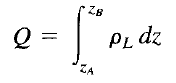 Q = ∫_{z_A}^{z_B} ρ_L dz